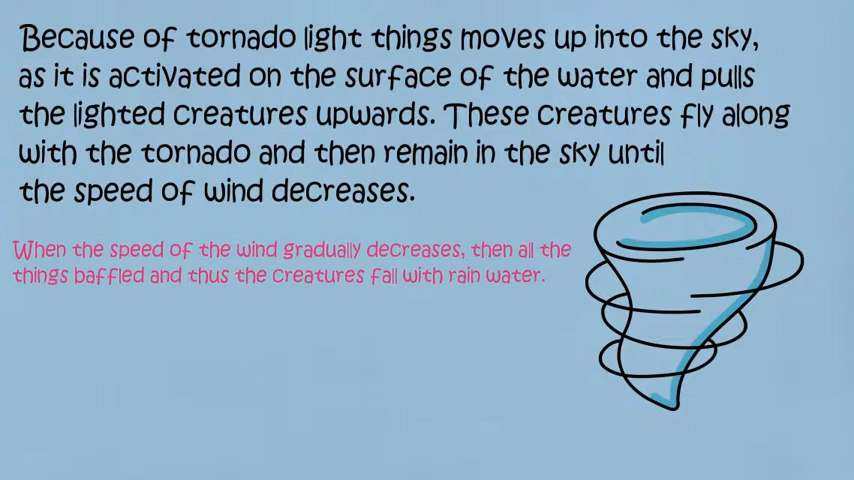 Because of tornado light things moves up into the sky,
as it is activated on the surface of the water and pulls
the lighted creatures upwards. These creatures fly along
with the tornado and then remain in the sky until
the speed of wind decreases.
When the speed of the wind gradually decreases, then all the
things baffled and thus the creatures fall with rain water.